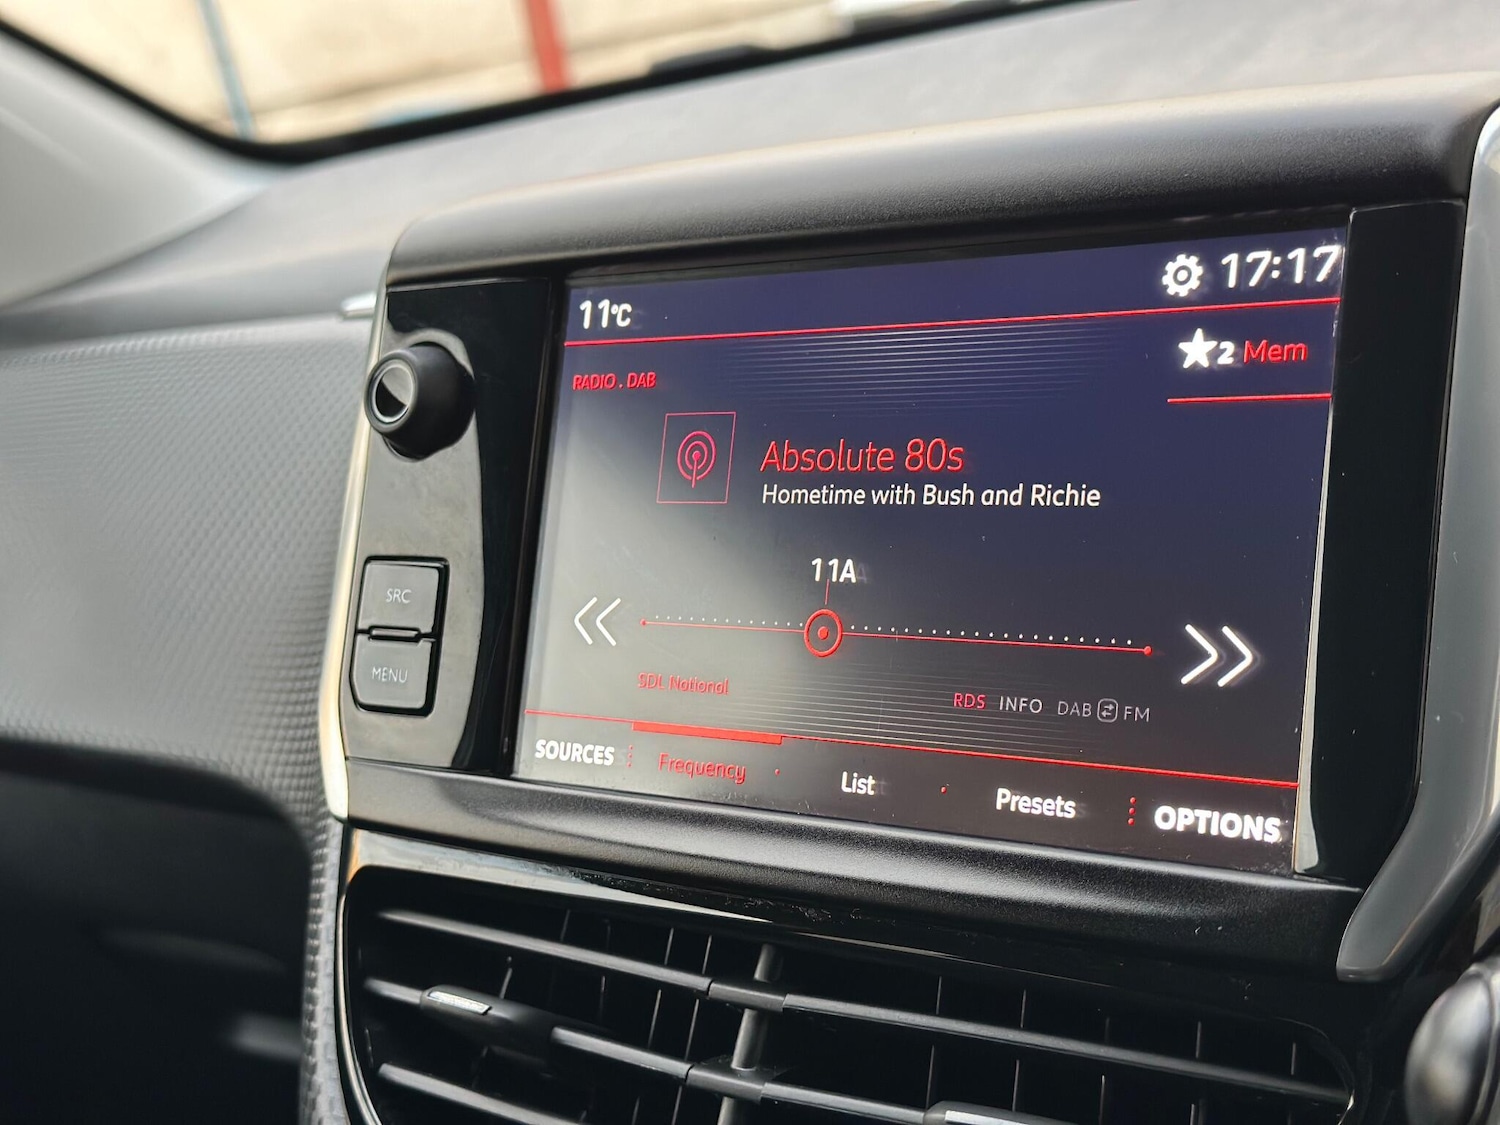 11°C
17:17
2 Mem
RADIO . DAB
Absolute 80s
Hometime with Bush and Richie
11A
SDL National
RDS INFO DAB FM
SOURCES Frequency List Presets OPTIONS
SRC
MENU